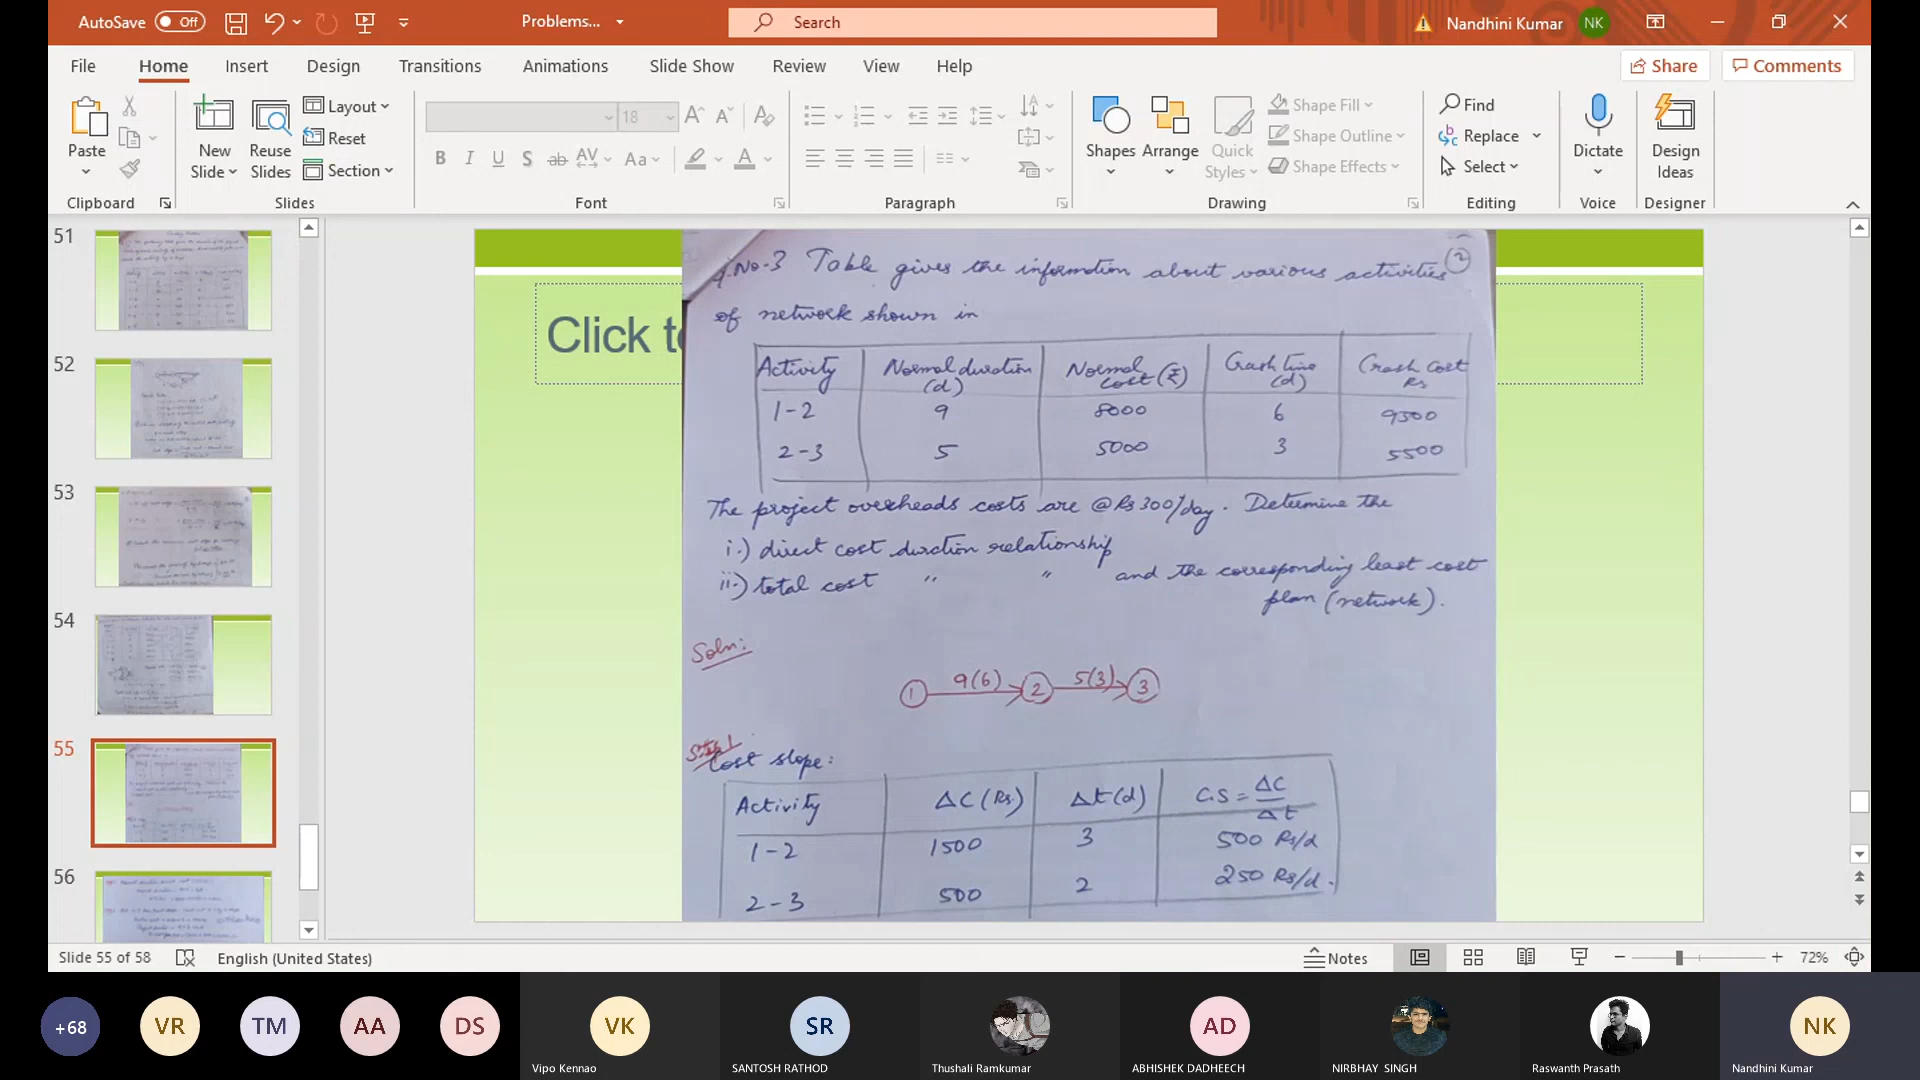 AutoSave Off Problems... Search Nandhini Kumar NK
File Home Insert Design Transitions Animations Slide Show Review View Help Share Comments
Paste New Slide Reuse Slides Layout Reset Section 18 Shapes Arrange Quick Styles Shape Fill Shape Outline Shape Effects Find Replace Select Dictate Design Ideas
Clipboard Slides Font Paragraph Drawing Editing Voice Designer
51
52
53
54
55
56
Click to
Q.No-3 Table gives the information about various activities (2)
of network shown in
Activity Normal duration (d) Normal cost (₹) Crash time (d) Crash Cost Rs
1-2 9 8000 6 9500
2-3 5 5000 3 5500
The project overheads costs are @Rs 300/day. Determine the
i.) direct cost duration relationship
ii.) total cost " " and the corresponding least cost
plan (network).
Soln:
1 9(6) 2 5(3) 3
Step 1
Cost slope:
Activity ΔC (Rs.) Δt (d) C.S = ΔC/Δt
1-2 1500 3 500 Rs/d
2-3 500 2 250 Rs/d.
Slide 55 of 58 English (United States) Notes 72%
+68 VR TM AA DS VK SR AD NK
Vipo Kennao SANTOSH RATHOD Thushali Ramkumar ABHISHEK DADHEECH NIRBHAY SINGH Raswanth Prasath Nandhini Kumar